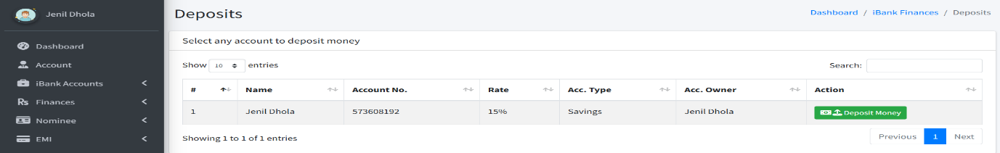 Jenil Dhola
Dashboard
Account
iBank Accounts
Rs Finances
Nominee
EMI
Deposits
Dashboard / iBank Finances / Deposits
Select any account to deposit money
Show 10 entries Search:
# Name Account No. Rate Acc. Type Acc. Owner Action
1 Jenil Dhola 573608192 15% Savings Jenil Dhola Deposit Money
Showing 1 to 1 of 1 entries Previous 1 Next